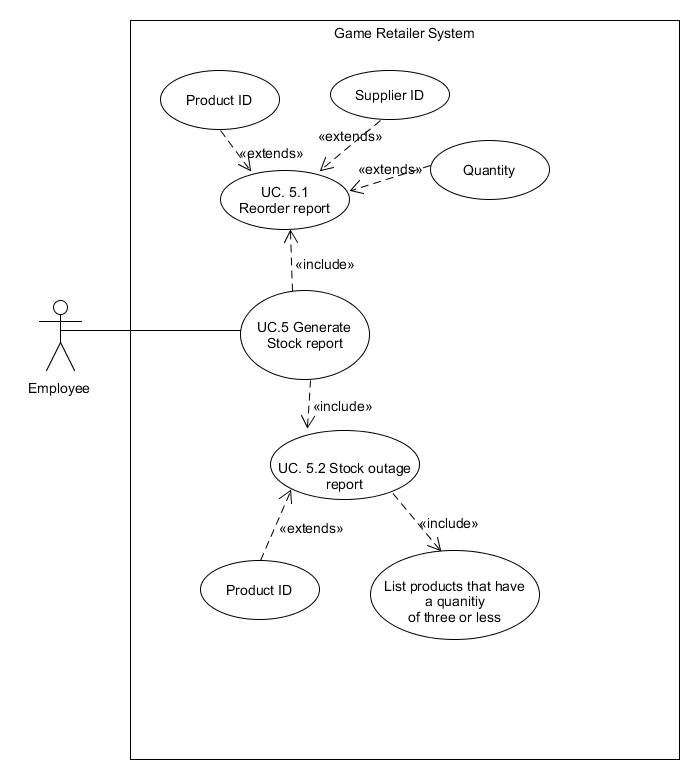 Game Retailer System
Product ID
Supplier ID
«extends»
«extends»
«extends»
Quantity
UC. 5.1
Reorder report
«include»
UC.5 Generate
Stock report
Employee
«include»
UC. 5.2 Stock outage
report
«extends»
«include»
Product ID
List products that have
a quanitiy
of three or less